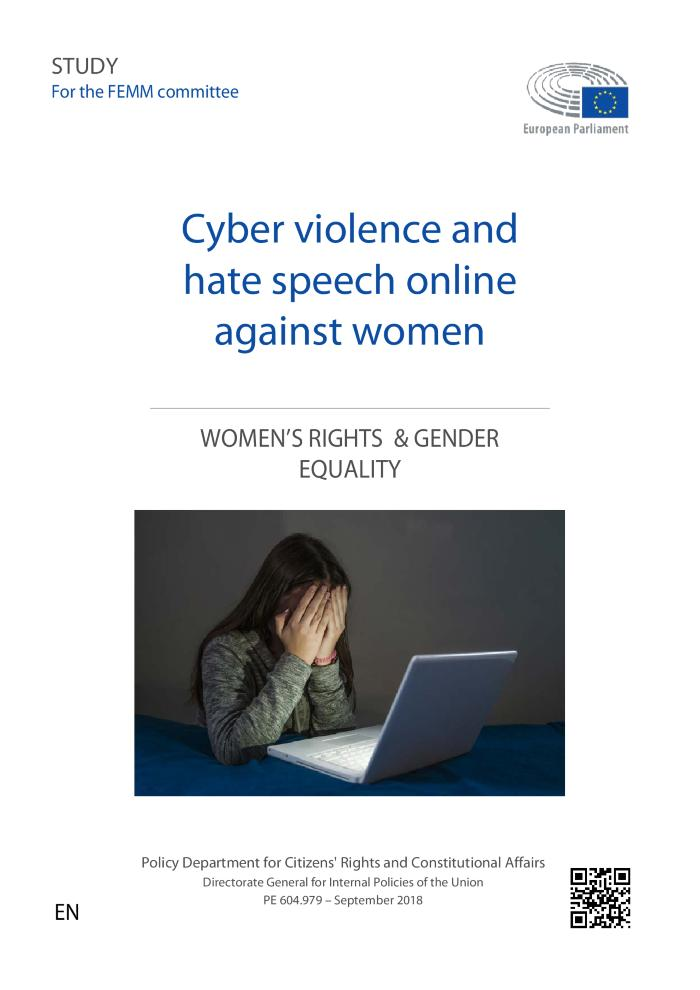 STUDY
For the FEMM committee
European Parliament
Cyber violence and
hate speech online
against women
WOMEN'S RIGHTS & GENDER
EQUALITY
Policy Department for Citizens' Rights and Constitutional Affairs
Directorate General for Internal Policies of the Union
PE 604.979 – September 2018
EN